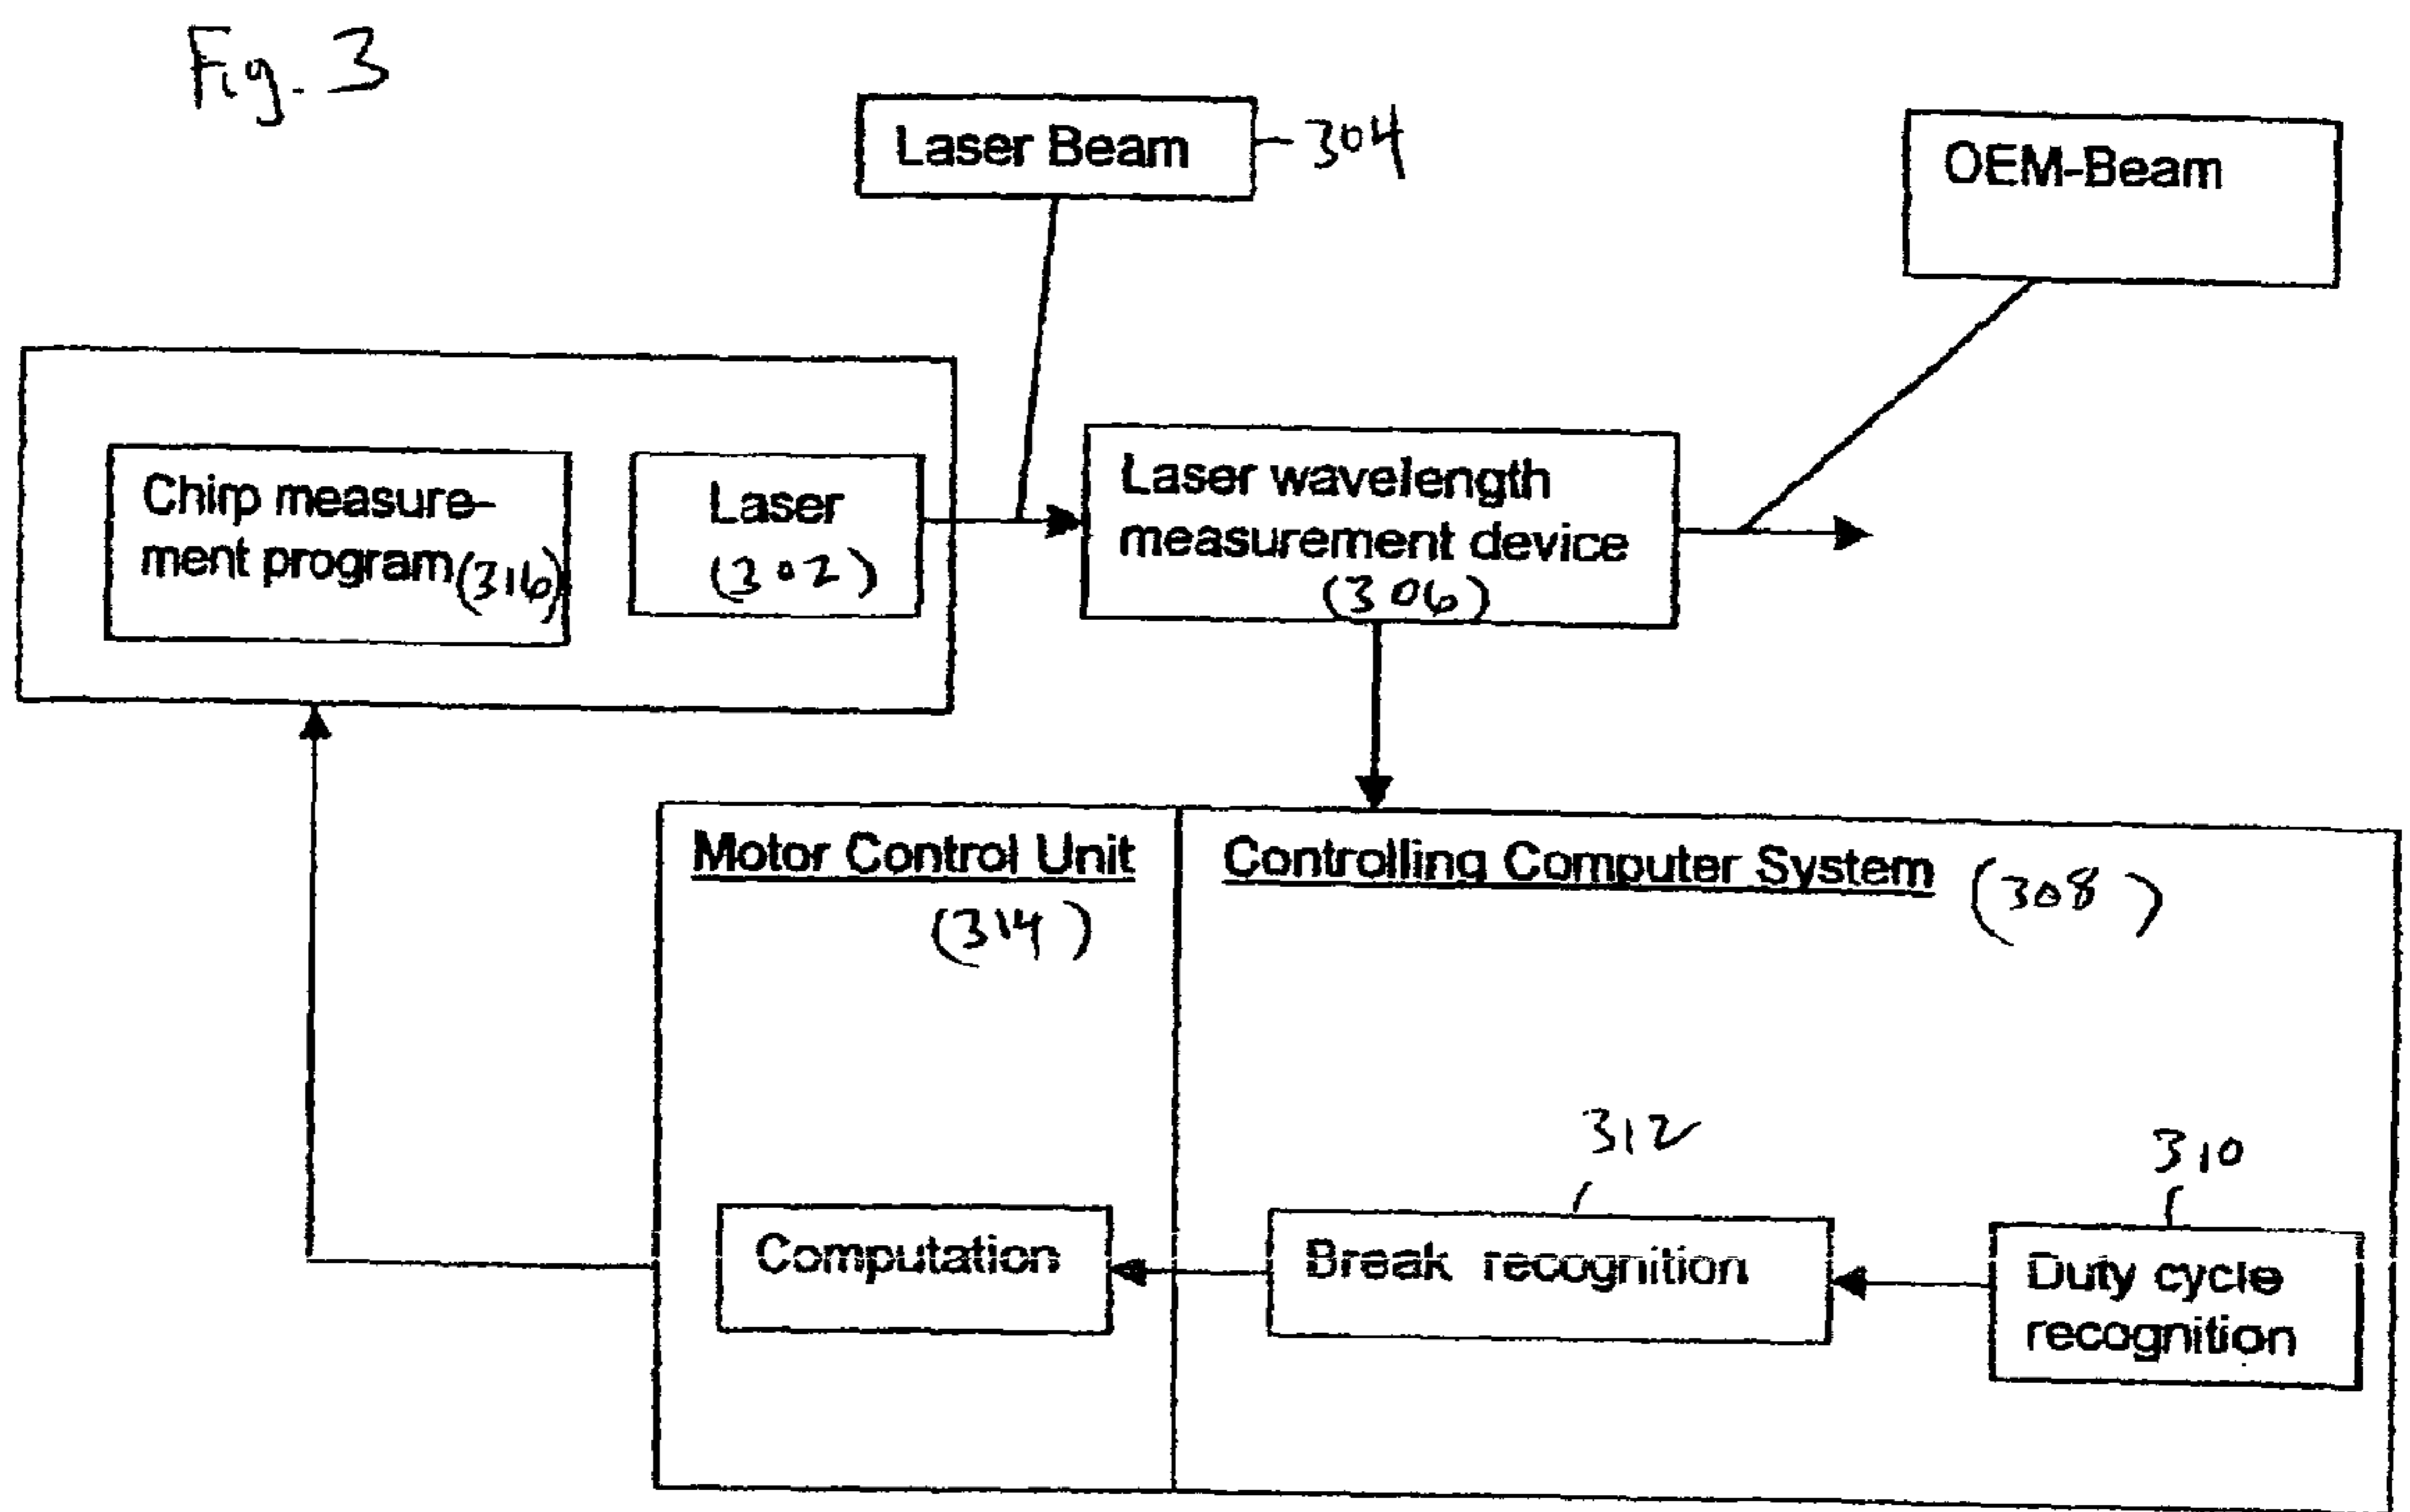 Fig. 3
Laser Beam
304
OEM-Beam
Chirp measure-
ment program (316)
Laser
(302)
Laser wavelength
measurement device
(306)
Motor Control Unit
(314)
Controlling Computer System (308)
312
310
Computation
Break recognition
Duty cycle
recognition